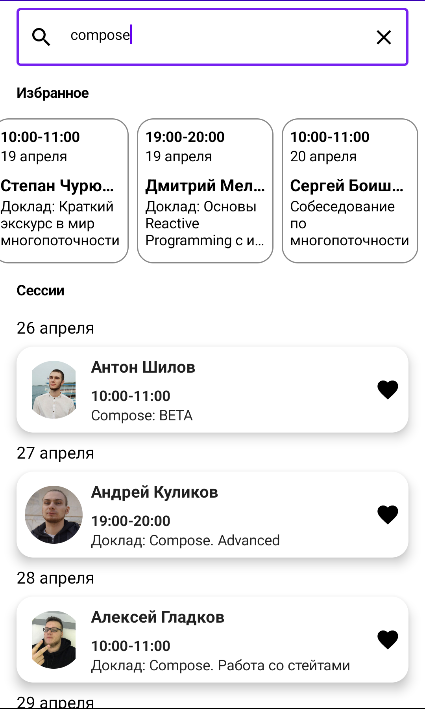 compose
Избранное
10:00-11:00
19 апреля
Степан Чурю...
Доклад: Краткий
экскурс в мир
многопоточности
19:00-20:00
19 апреля
Дмитрий Мел...
Доклад: Основы
Reactive
Programming с и...
10:00-11:00
20 апреля
Сергей Боиш...
Собеседование
по
многопоточности
Сессии
26 апреля
Антон Шилов
10:00-11:00
Compose: BETA
27 апреля
Андрей Куликов
19:00-20:00
Доклад: Compose. Advanced
28 апреля
Алексей Гладков
10:00-11:00
Доклад: Compose. Работа со стейтами
29 апреля